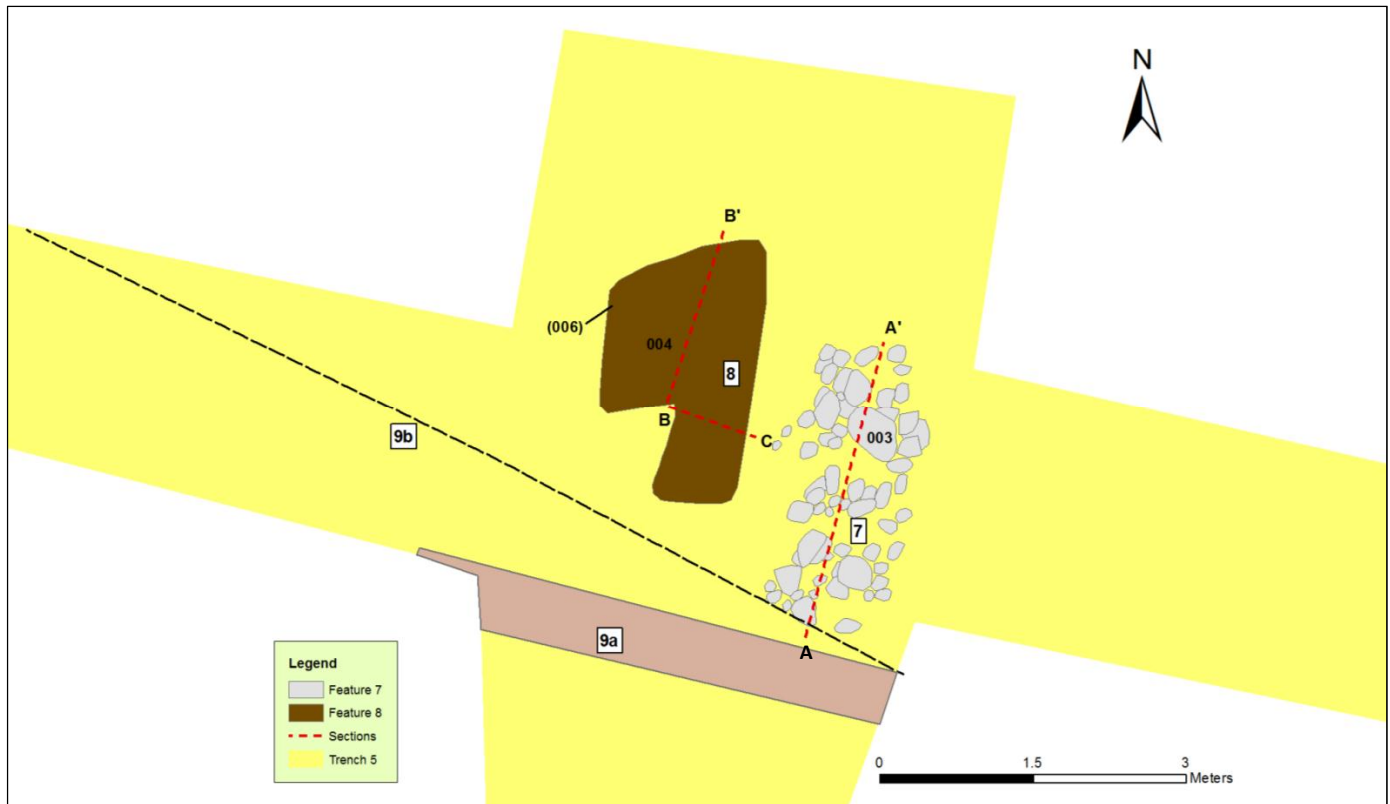 N
B'
(006)
004
8
A'
B
C
003
9b
7
9a
A
Legend
Feature 7
Feature 8
Sections
Trench 5
0 1.5 3
Meters